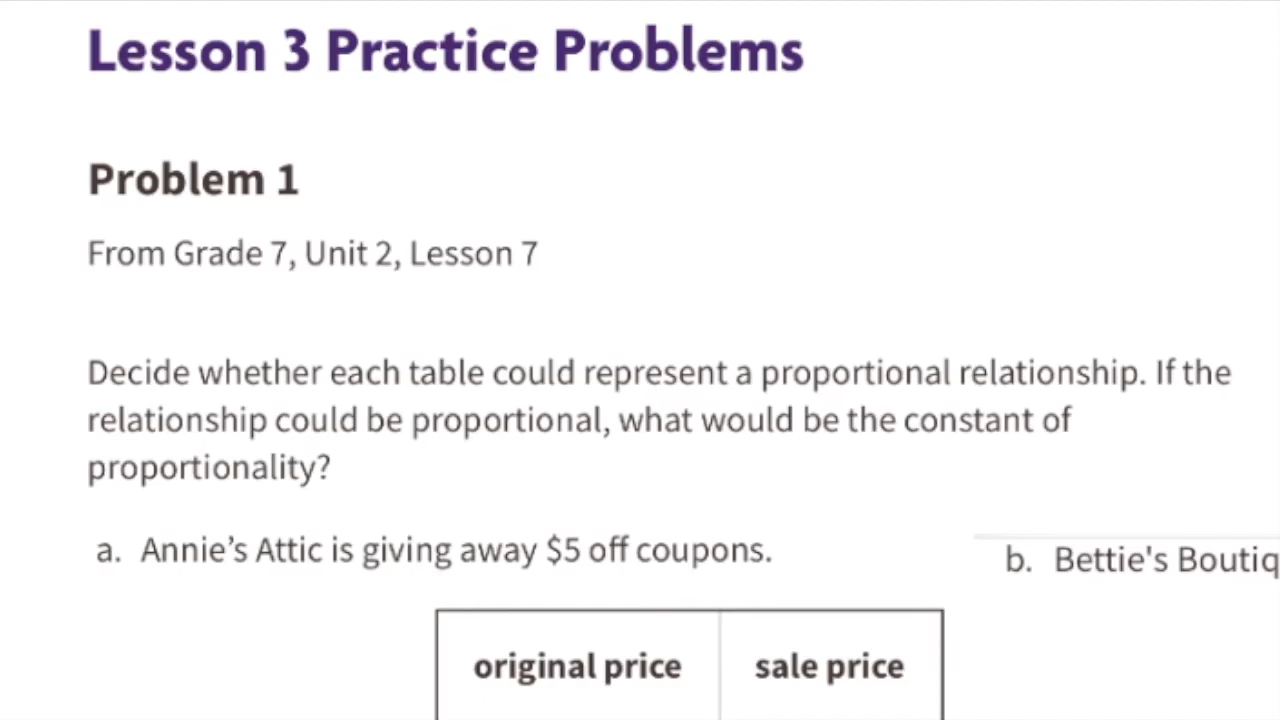 Lesson 3 Practice Problems
Problem 1
From Grade 7, Unit 2, Lesson 7
Decide whether each table could represent a proportional relationship. If the
relationship could be proportional, what would be the constant of
proportionality?
a. Annie’s Attic is giving away $5 off coupons.
b. Bettie's Boutiq
original price sale price